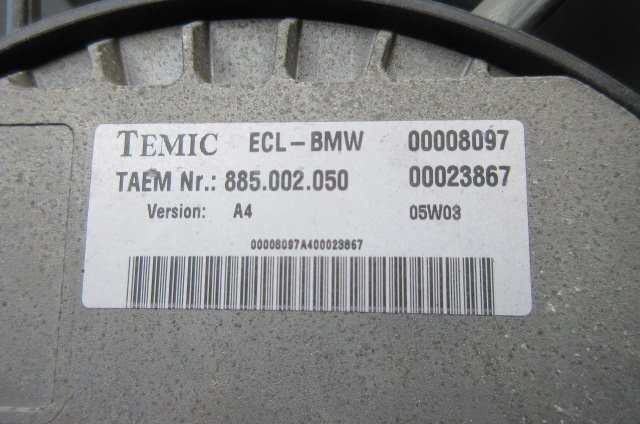 TEMIC ECL-BMW 00008097
TAEM Nr.: 885.002.050 00023867
Version: A4 05W03
00008097A400023867